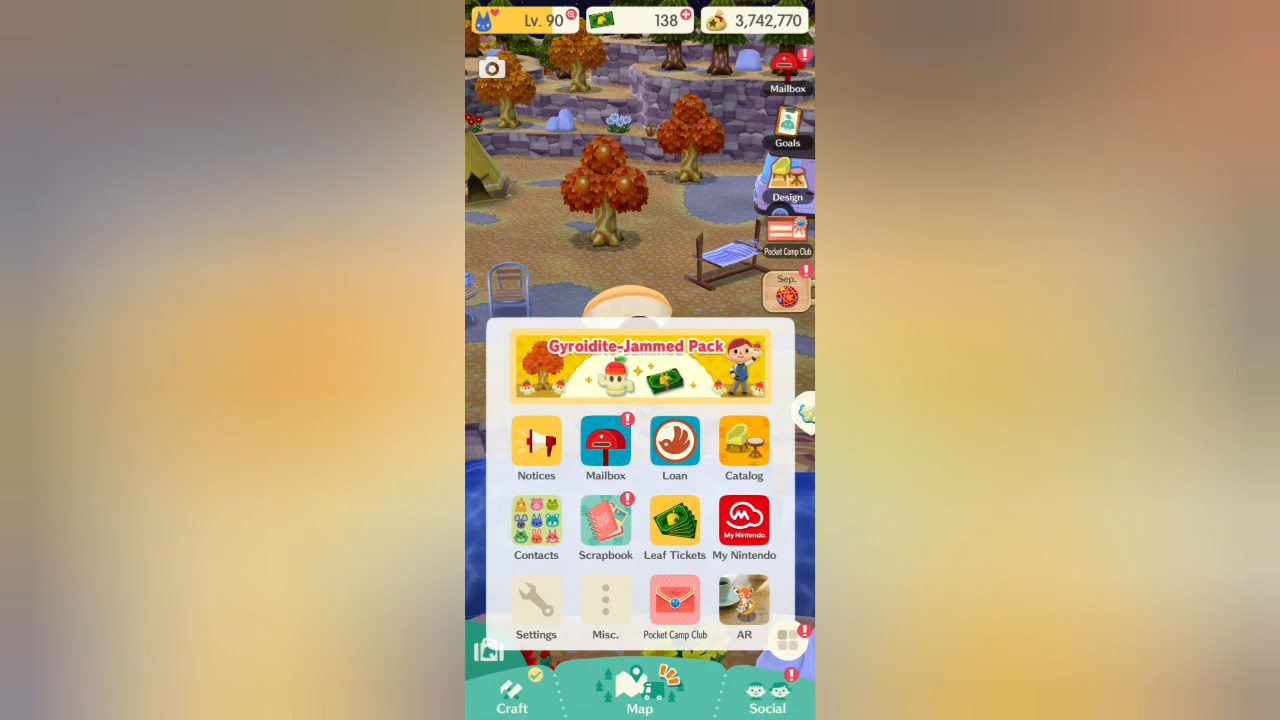 Lv. 90
138
3,742,770
Mailbox
Goals
Design
Pocket Camp Club
Sep.
Gyroidite-Jammed Pack
Notices
Mailbox
Loan
Catalog
Contacts
Scrapbook
Leaf Tickets
My Nintendo.
My Nintendo
Settings
Misc.
Pocket Camp Club
AR
Craft
Map
Social